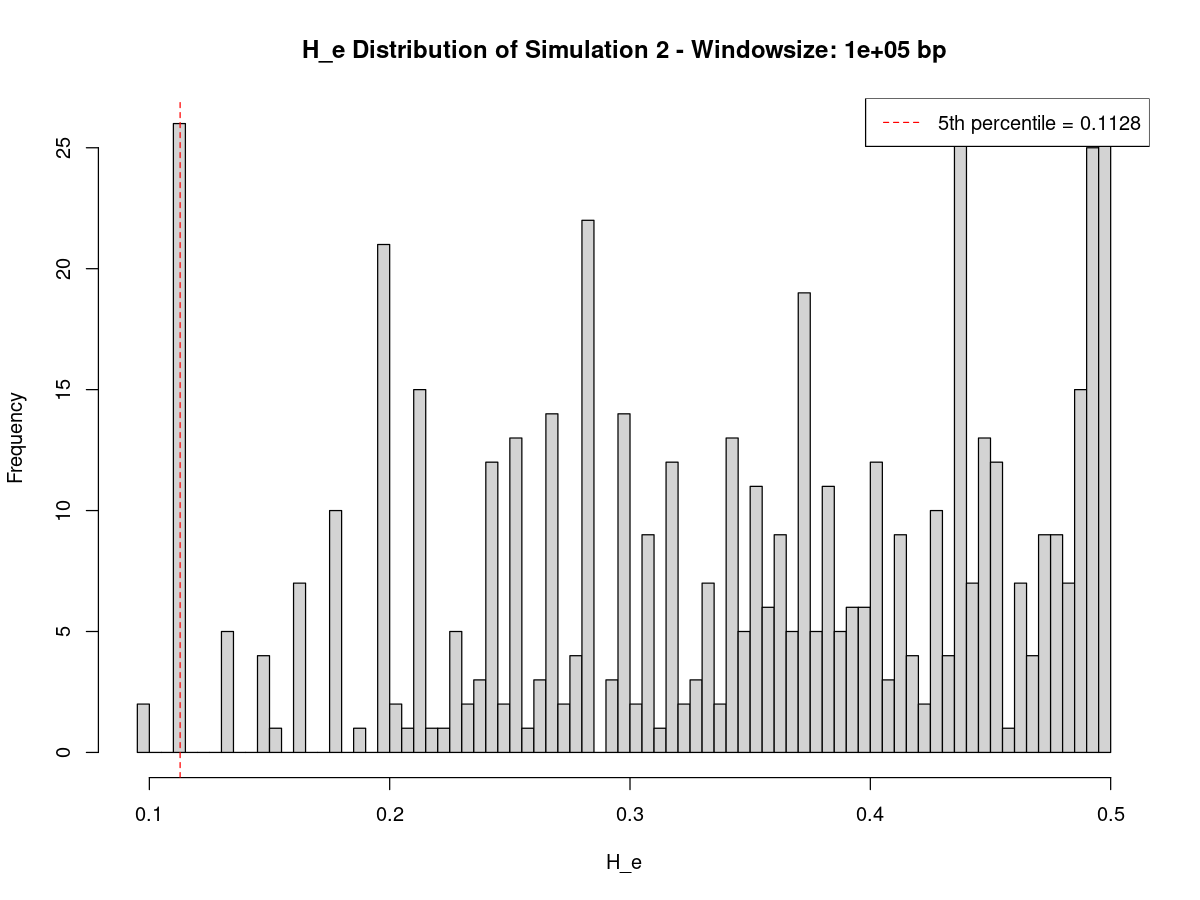 H_e Distribution of Simulation 2 - Windowsize: 1e+05 bp
5th percentile = 0.1128
25
20
15
10
5
0
Frequency
0.1 0.2 0.3 0.4 0.5
H_e